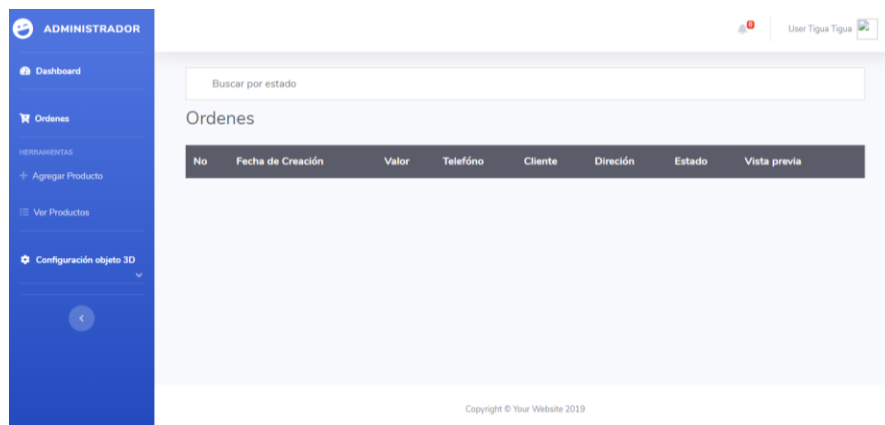 ADMINISTRADOR
0
User Tigua Tigua
Dashboard
Ordenes
HERRAMIENTAS
Agregar Producto
Ver Productos
Configuración objeto 3D
Buscar por estado
Ordenes
No Fecha de Creación Valor Telefóno Cliente Direción Estado Vista previa
Copyright © Your Website 2019